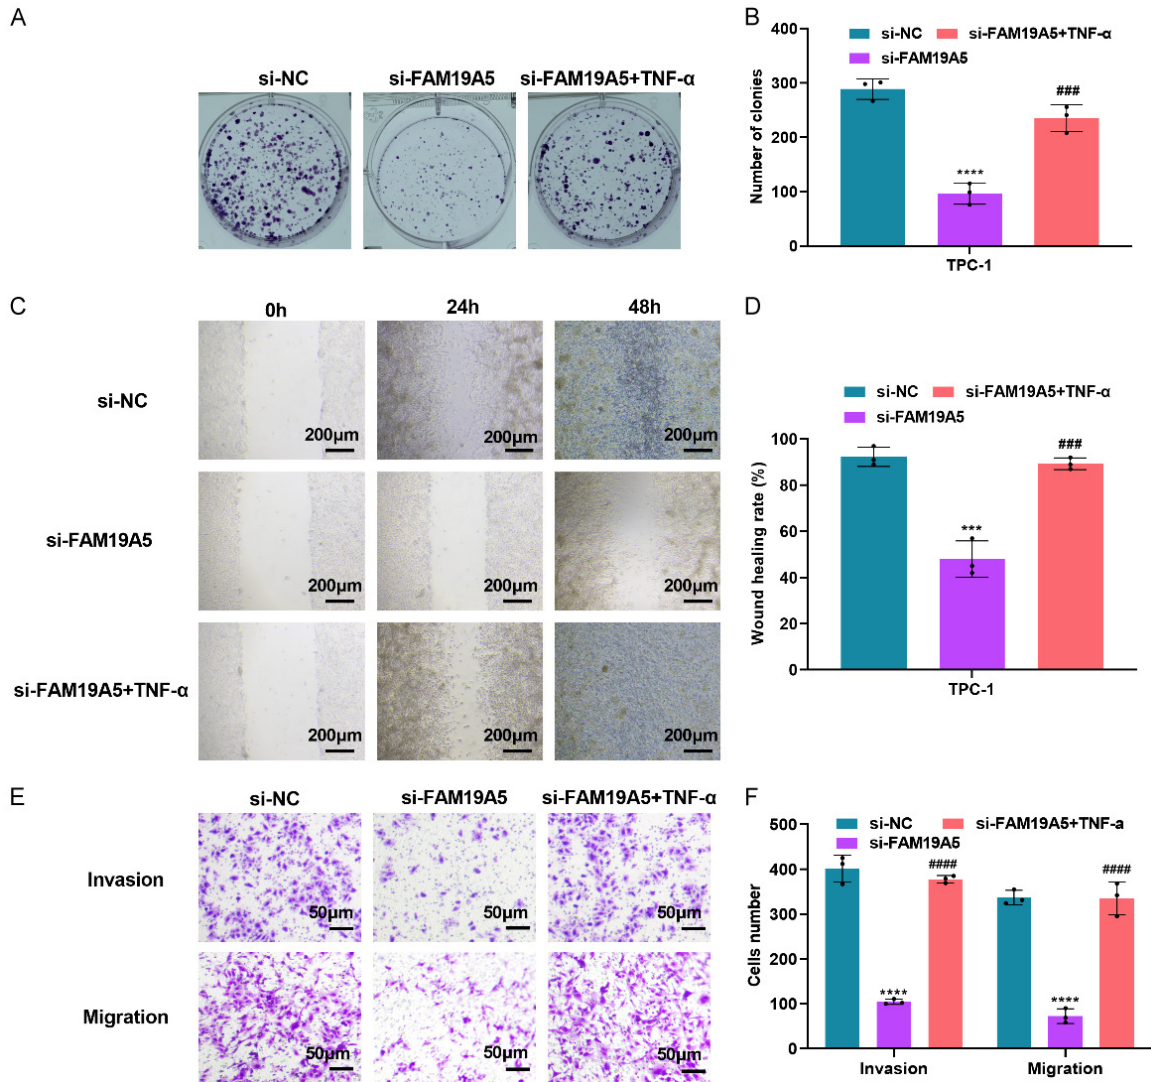 A
si-NC
si-FAM19A5
si-FAM19A5+TNF-α
B
si-NC
si-FAM19A5+TNF-α
si-FAM19A5
Number of clonies
400
300
200
100
0
****
###
TPC-1
C
0h
24h
48h
si-NC
200μm
200μm
200μm
si-FAM19A5
200μm
200μm
200μm
si-FAM19A5+TNF-α
200μm
200μm
200μm
D
si-NC
si-FAM19A5+TNF-α
si-FAM19A5
Wound healing rate (%)
100
80
60
40
20
0
***
###
TPC-1
E
si-NC
si-FAM19A5
si-FAM19A5+TNF-α
Invasion
50μm
50μm
50μm
Migration
50μm
50μm
50μm
F
si-NC
si-FAM19A5+TNF-a
si-FAM19A5
Cells number
500
400
300
200
100
0
****
####
****
####
Invasion
Migration